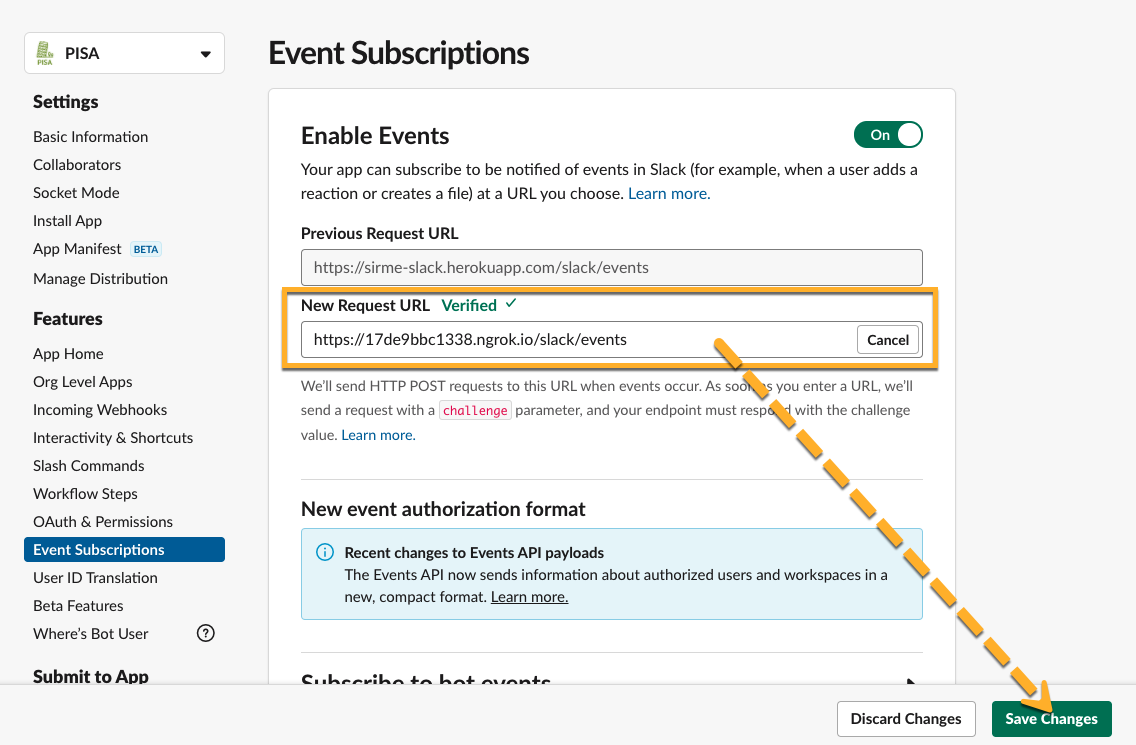 PISA
PISA
Settings
Basic Information
Collaborators
Socket Mode
Install App
App Manifest BETA
Manage Distribution
Features
App Home
Org Level Apps
Incoming Webhooks
Interactivity & Shortcuts
Slash Commands
Workflow Steps
OAuth & Permissions
Event Subscriptions
User ID Translation
Beta Features
Where's Bot User ?
Submit to App
Event Subscriptions
Enable Events
On
Your app can subscribe to be notified of events in Slack (for example, when a user adds a
reaction or creates a file) at a URL you choose. Learn more.
Previous Request URL
https://sirme-slack.herokuapp.com/slack/events
New Request URL Verified ✓
https://17de9bbc1338.ngrok.io/slack/events
Cancel
We'll send HTTP POST requests to this URL when events occur. As soon as you enter a URL, we'll
send a request with a challenge parameter, and your endpoint must respond with the challenge
value. Learn more.
New event authorization format
Recent changes to Events API payloads
The Events API now sends information about authorized users and workspaces in a
new, compact format. Learn more.
Subscribe to bot events
Discard Changes
Save Changes